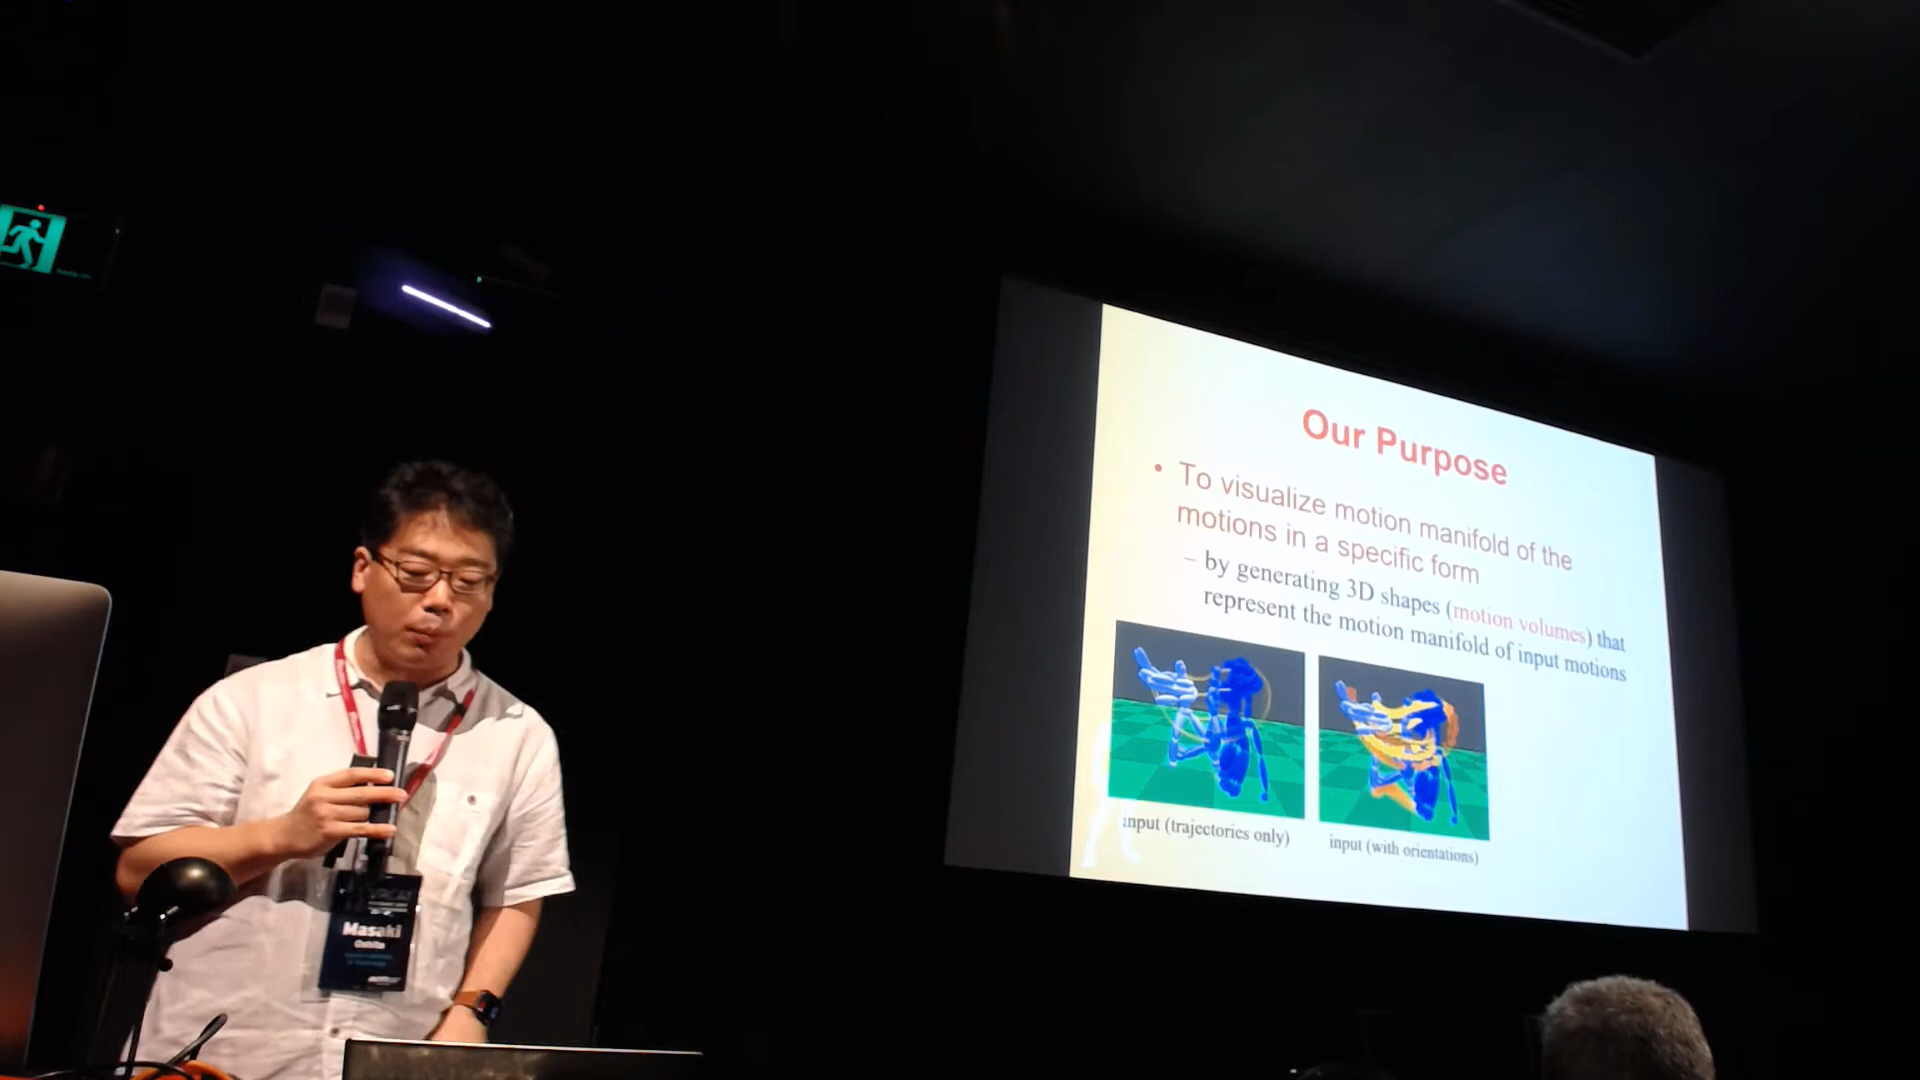 Our Purpose
• To visualize motion manifold of the
motions in a specific form
– by generating 3D shapes (motion volumes) that
represent the motion manifold of input motions
input (trajectories only)
input (with orientations)
Masaki
Oshita